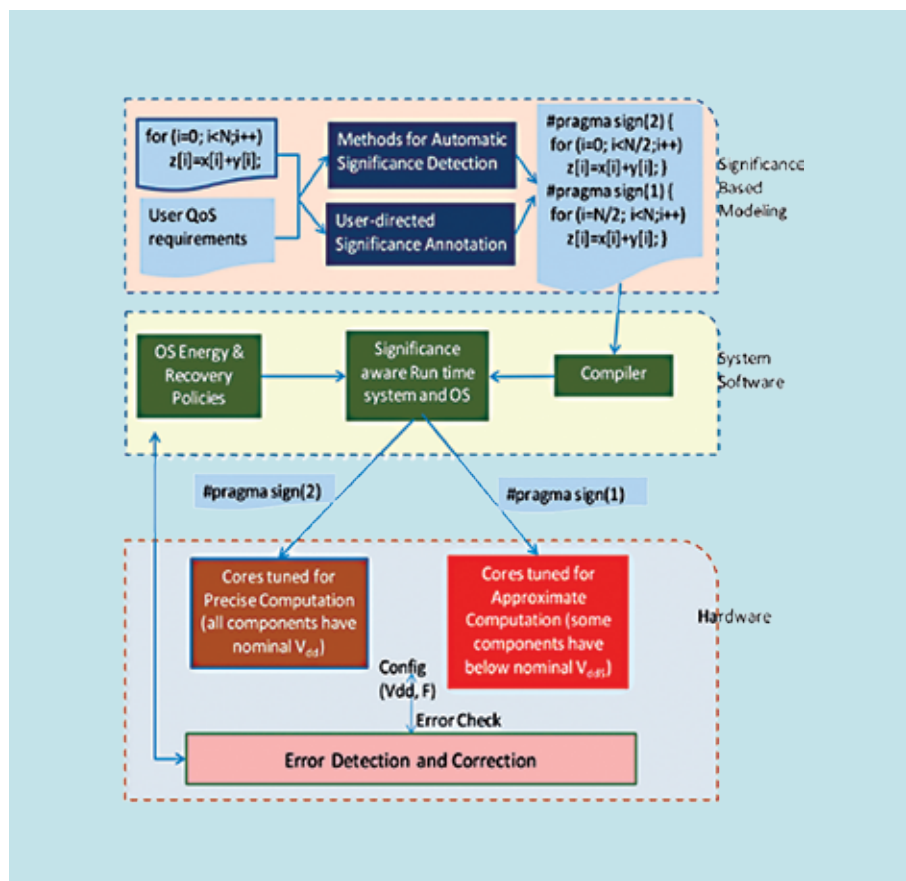 for (i=0; i<N;i++)
z[i]=x[i]+y[i];
User QoS
requirements
Methods for Automatic
Significance Detection
User-directed
Significance Annotation
#pragma sign(2) {
for (i=0; i<N/2;i++)
z[i]=x[i]+y[i]; }
#pragma sign(1) {
for (i=N/2; i<N;i++)
z[i]=x[i]+y[i]; }
Significance
Based
Modeling
OS Energy &
Recovery
Policies
Significance
aware Run time
system and OS
Compiler
System
Software
#pragma sign(2)
#pragma sign(1)
Cores tuned for
Precise Computation
(all components have
nominal Vdd)
Cores tuned for
Approximate
Computation (some
components have
below nominal Vdds)
Hardware
Config
(Vdd, F)
Error Check
Error Detection and Correction